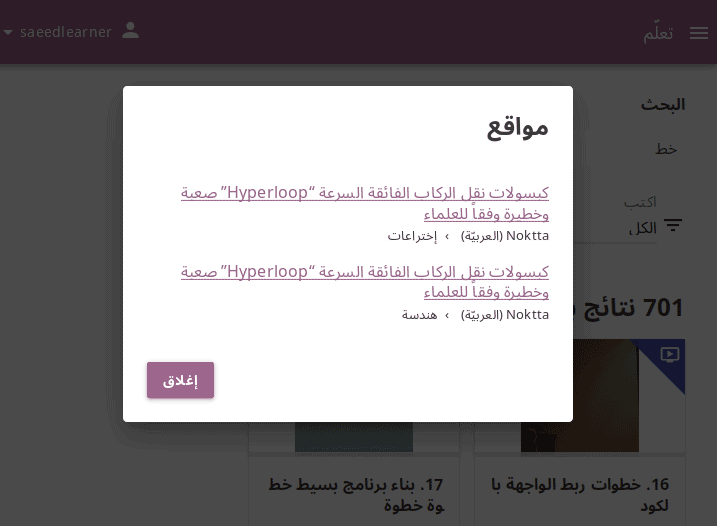 تعلّم
saeedlearner
البحث
خط
اكتب
الكل
701 نتائج
مواقع
كبسولات نقل الركاب الفائقة السرعة “Hyperloop” صعبة
وخطيرة وفقاً للعلماء
Noktta (العربيّة) › إختراعات
كبسولات نقل الركاب الفائقة السرعة “Hyperloop” صعبة
وخطيرة وفقاً للعلماء
Noktta (العربيّة) › هندسة
إغلاق
16. خطوات ربط الواجهة با
لكود
17. بناء برنامج بسيط خط
وة خطوة